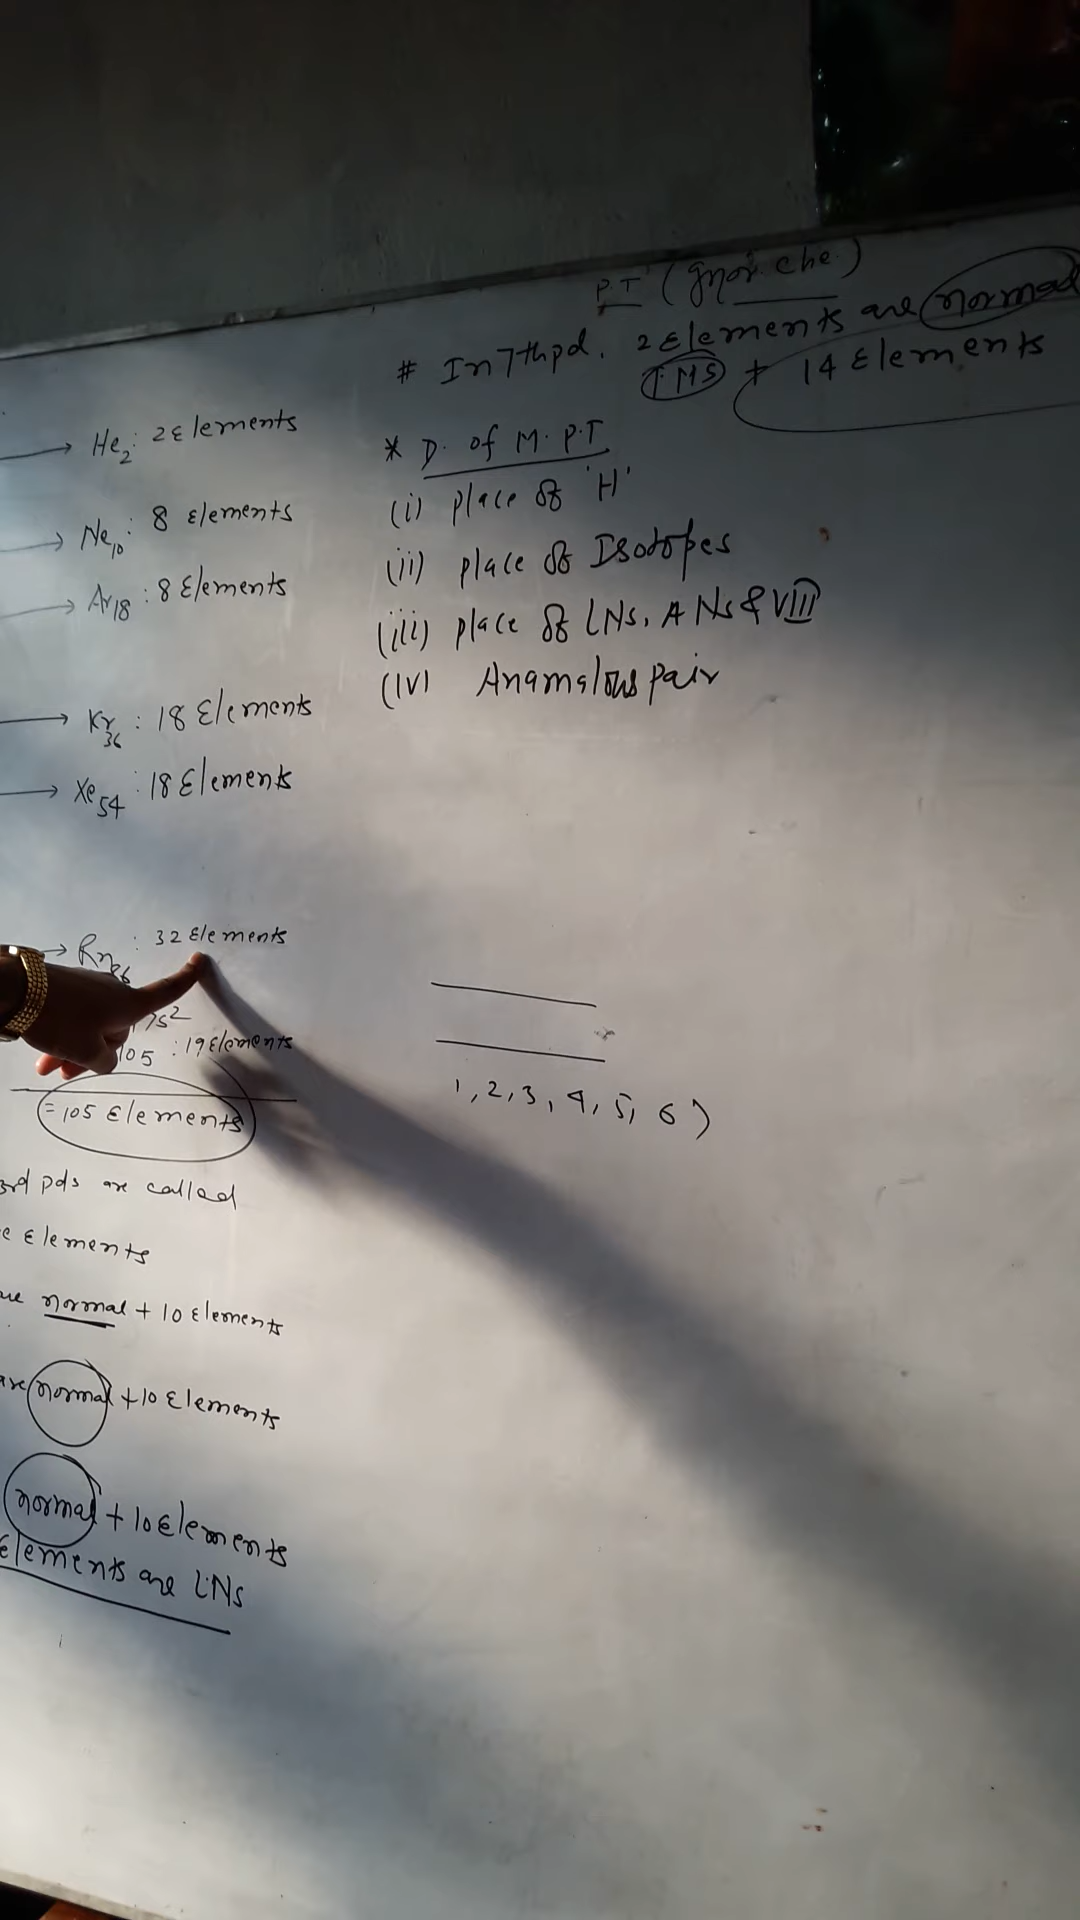 P.T (Inor. che.)
# In 7th pd. 2 Elements are normal
TMS + 14 Elements
→ He2 : 2 Elements
→ Ne10 : 8 Elements
→ Ar18 : 8 Elements
→ Kr36 : 18 Elements
→ Xe54 : 18 Elements
→ Rn86 : 32 Elements
7s2
105 : 19 Elements
= 105 Elements
3rd pds are called
e Elements
normal + 10 Elements
are normal + 10 Elements
normal + 10 Elements
Elements are LNs
* D. of M. P.T
(i) place of 'H'
(ii) place of Isotopes
(iii) place of LNs, ANs & VIII
(IV) Anamalous pair
1, 2, 3, 4, 5, 6 )